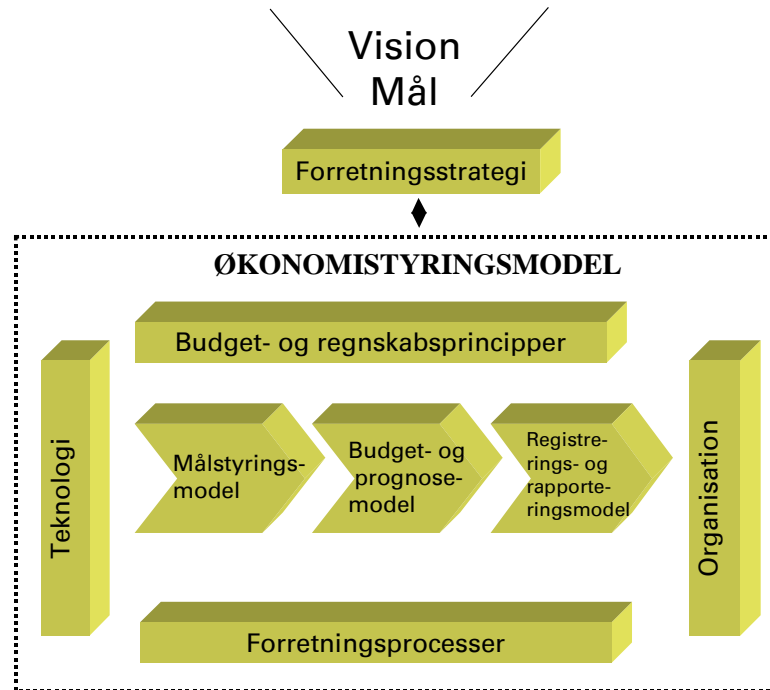 Vision
Mål
Forretningsstrategi
ØKONOMISTYRINGSMODEL
Budget- og regnskabsprincipper
Teknologi
Målstyrings-
model
Budget- og
prognose-
model
Registre-
rings- og
rapporte-
ringsmodel
Organisation
Forretningsprocesser